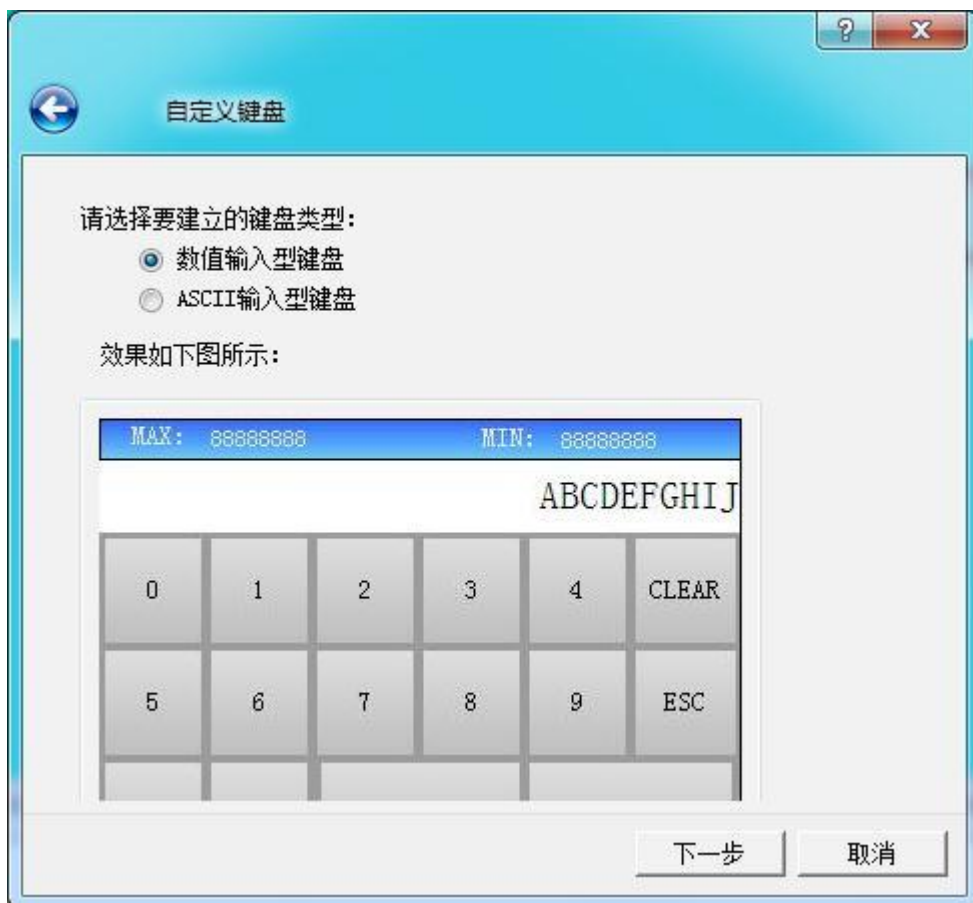 ?
自定义键盘
请选择要建立的键盘类型:
数值输入型键盘
ASCII输入型键盘
效果如下图所示:
MAX: 88888888 MIN: 88888888
ABCDEFGHIJ
0 1 2 3 4 CLEAR
5 6 7 8 9 ESC
下一步 取消